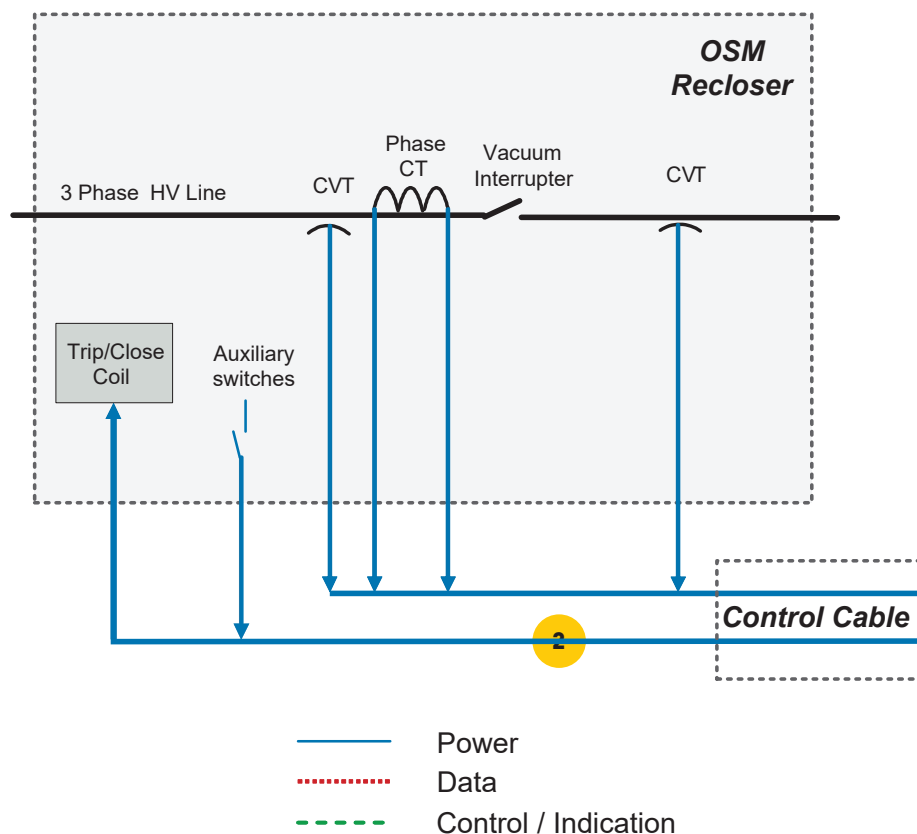 OSM
Recloser
Phase
CT
Vacuum
Interrupter
CVT
CVT
3 Phase HV Line
Trip/Close
Coil
Auxiliary
switches
Control Cable
2
Power
Data
Control / Indication